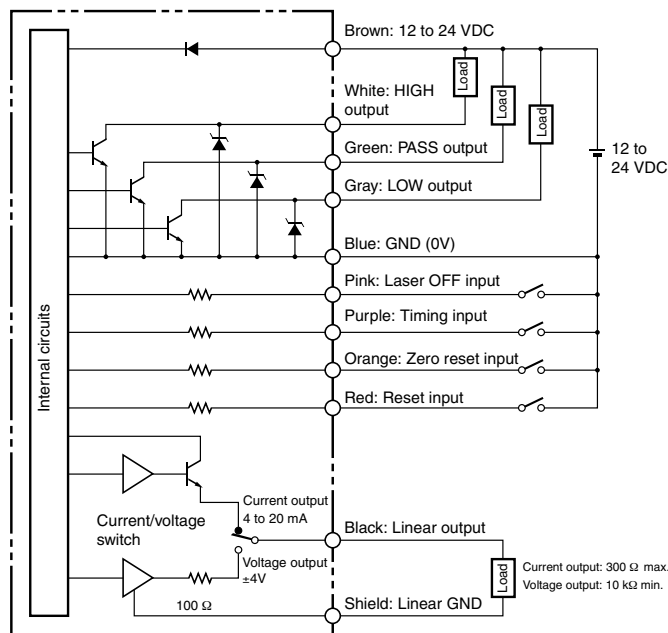 Brown: 12 to 24 VDC
Load
Load
Load
White: HIGH
output
Green: PASS output
12 to
24 VDC
Gray: LOW output
Blue: GND (0V)
Pink: Laser OFF input
Purple: Timing input
Orange: Zero reset input
Red: Reset input
Internal circuits
Current/voltage
switch
Current output
4 to 20 mA
Black: Linear output
Voltage output
±4V
100 Ω
Load
Current output: 300 Ω max.
Voltage output: 10 kΩ min.
Shield: Linear GND